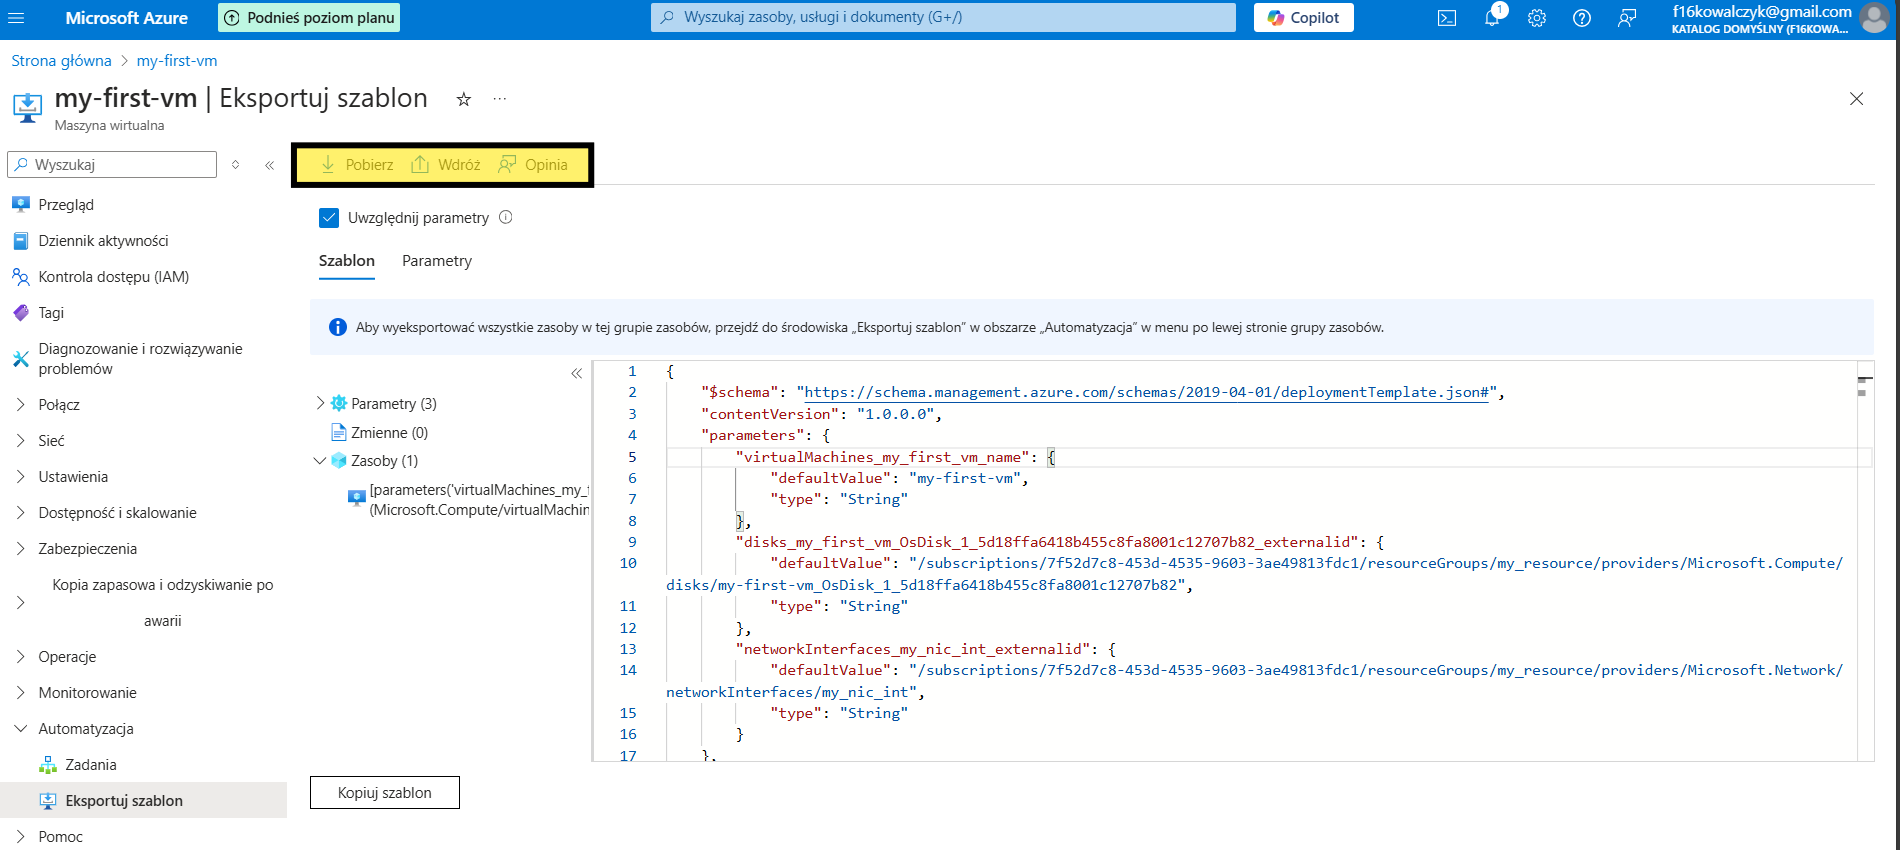 Microsoft Azure
Podnieś poziom planu
Wyszukaj zasoby, usługi i dokumenty (G+/)
Copilot
1
f16kowalczyk@gmail.com
KATALOG DOMYŚLNY (F16KOWA...
Strona główna > my-first-vm
my-first-vm | Eksportuj szablon
Maszyna wirtualna
Wyszukaj
Pobierz
Wdróż
Opinia
Przegląd
Dziennik aktywności
Kontrola dostępu (IAM)
Tagi
Diagnozowanie i rozwiązywanie
problemów
Połącz
Sieć
Ustawienia
Dostępność i skalowanie
Zabezpieczenia
Kopia zapasowa i odzyskiwanie po
awarii
Operacje
Monitorowanie
Automatyzacja
Zadania
Eksportuj szablon
Pomoc
Uwzględnij parametry
Szablon
Parametry
Aby wyeksportować wszystkie zasoby w tej grupie zasobów, przejdź do środowiska „Eksportuj szablon” w obszarze „Automatyzacja” w menu po lewej stronie grupy zasobów.
Parametry (3)
Zmienne (0)
Zasoby (1)
[parameters('virtualMachines_my_f
(Microsoft.Compute/virtualMachin
1 {
2 "$schema": "https://schema.management.azure.com/schemas/2019-04-01/deploymentTemplate.json#",
3 "contentVersion": "1.0.0.0",
4 "parameters": {
5 "virtualMachines_my_first_vm_name": {
6 "defaultValue": "my-first-vm",
7 "type": "String"
8 },
9 "disks_my_first_vm_OsDisk_1_5d18ffa6418b455c8fa8001c12707b82_externalid": {
10 "defaultValue": "/subscriptions/7f52d7c8-453d-4535-9603-3ae49813fdc1/resourceGroups/my_resource/providers/Microsoft.Compute/
disks/my-first-vm_OsDisk_1_5d18ffa6418b455c8fa8001c12707b82",
11 "type": "String"
12 },
13 "networkInterfaces_my_nic_int_externalid": {
14 "defaultValue": "/subscriptions/7f52d7c8-453d-4535-9603-3ae49813fdc1/resourceGroups/my_resource/providers/Microsoft.Network/
networkInterfaces/my_nic_int",
15 "type": "String"
16 }
17 },
Kopiuj szablon